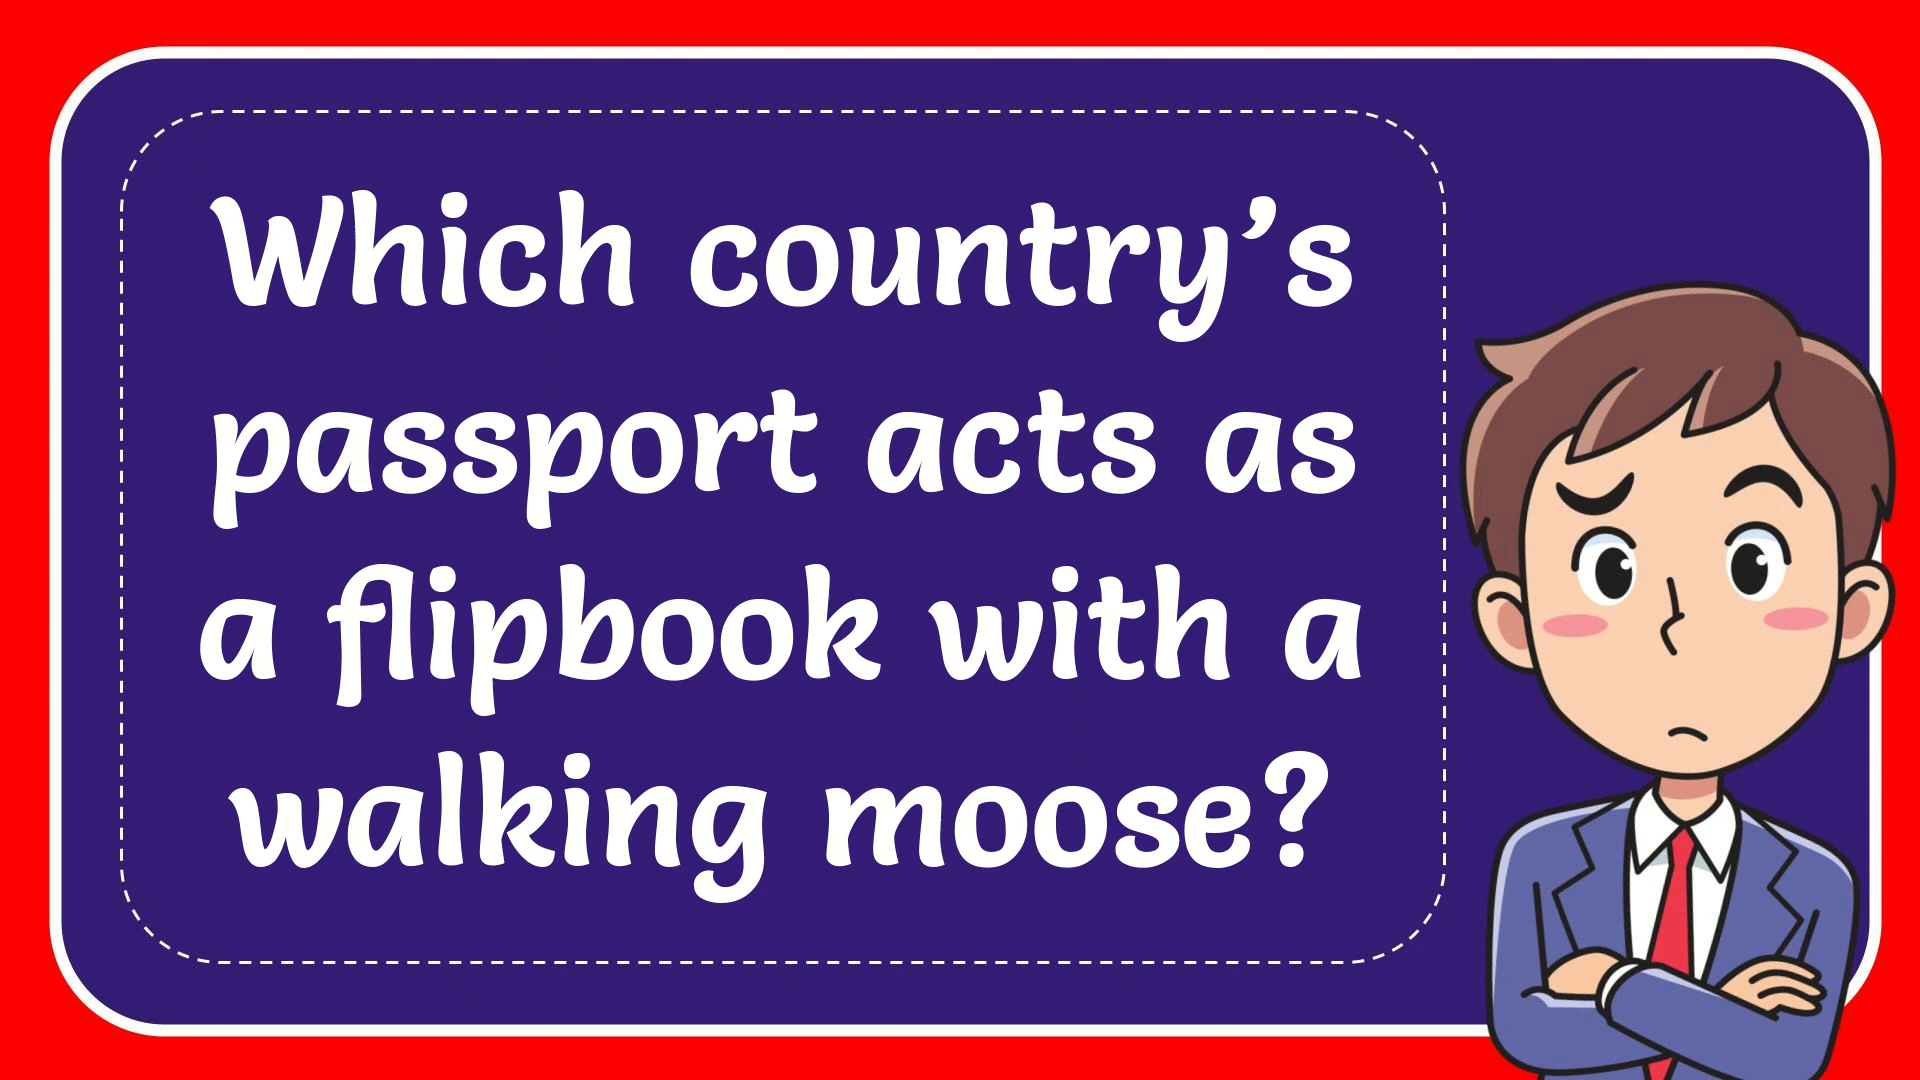 Which country’s
passport acts as
a flipbook with a
walking moose?